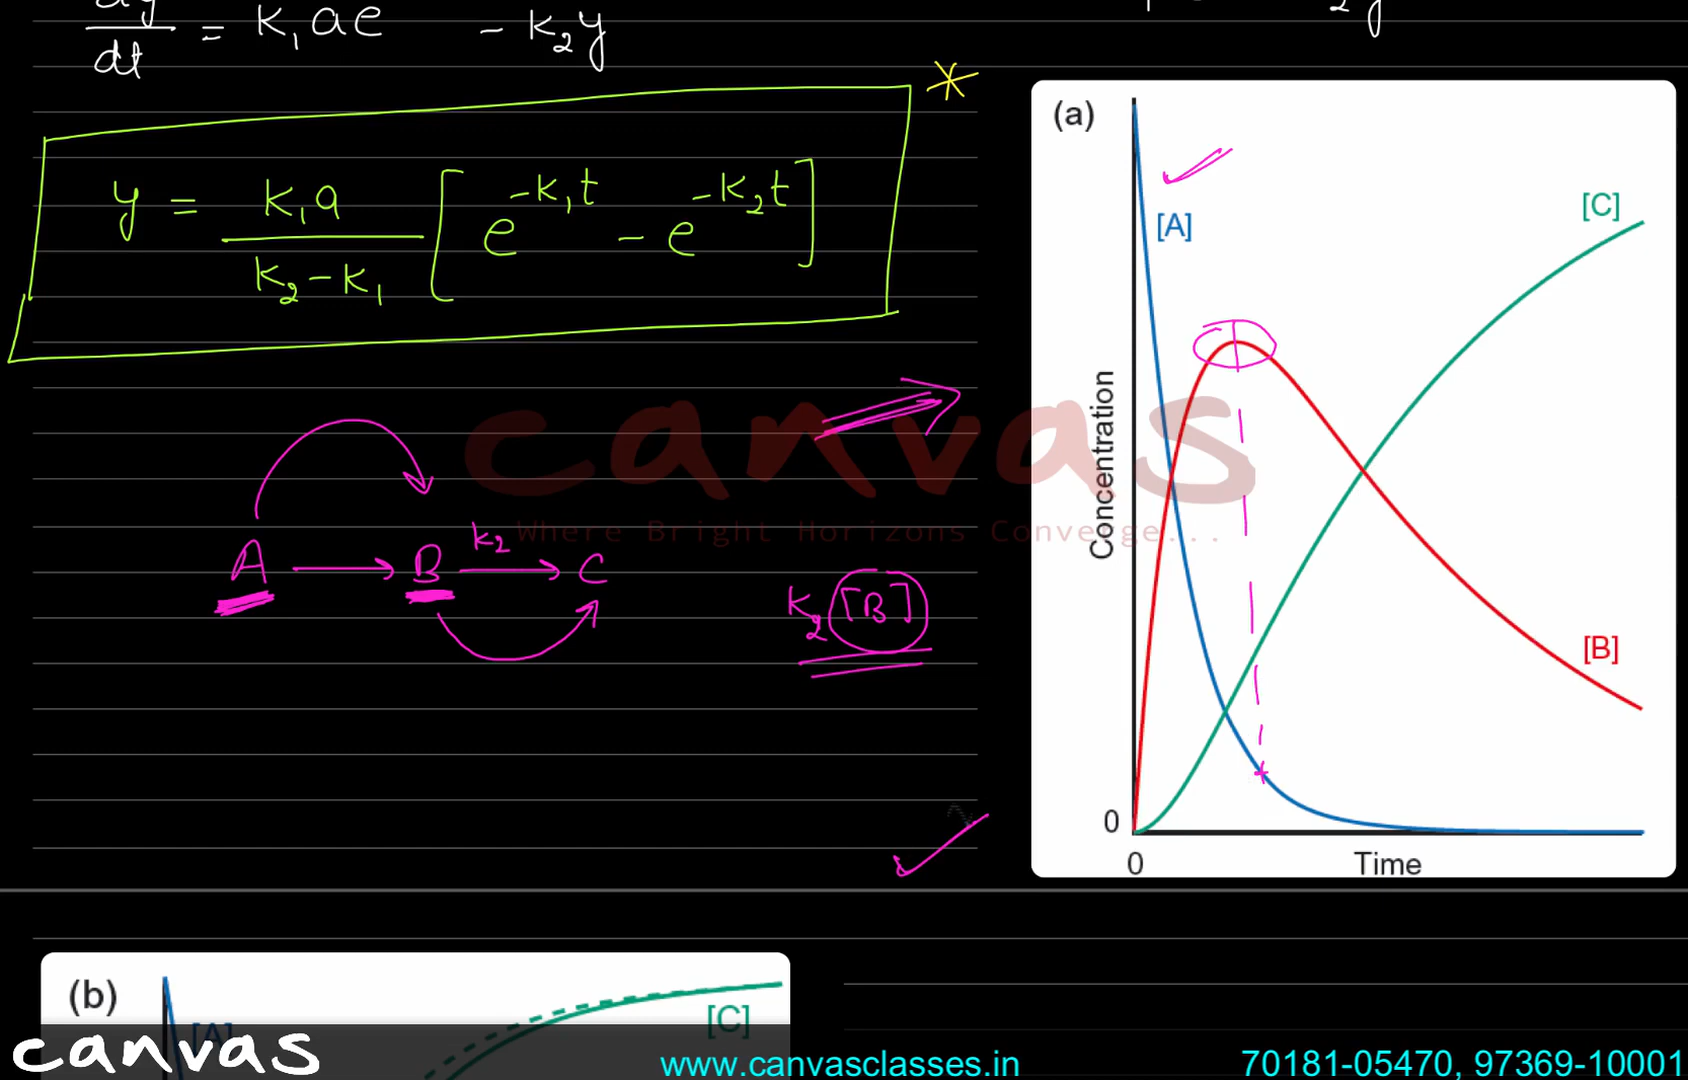 dy/dt = K₁ae - K₂y
*
y = K₁a/(K₂-K₁) [e^(-K₁t) - e^(-K₂t)]
A → B →(K₂) C
K₂[B]
(a)
[A]
[C]
[B]
Concentration
0
0
Time
canvas
Where Bright Horizons Converge...
(b)
[A]
[C]
canvas
www.canvasclasses.in
70181-05470, 97369-10001